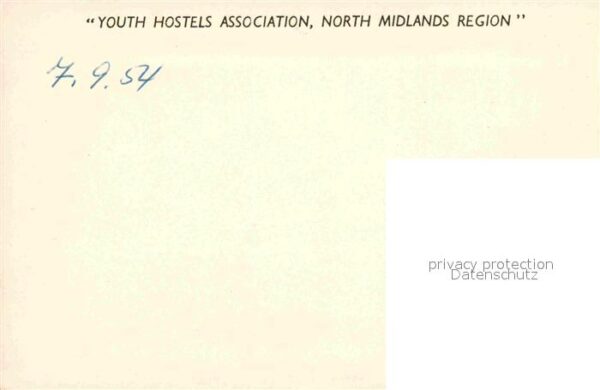 “YOUTH HOSTELS ASSOCIATION, NORTH MIDLANDS REGION”
7.9.54
privacy protection
Datenschutz